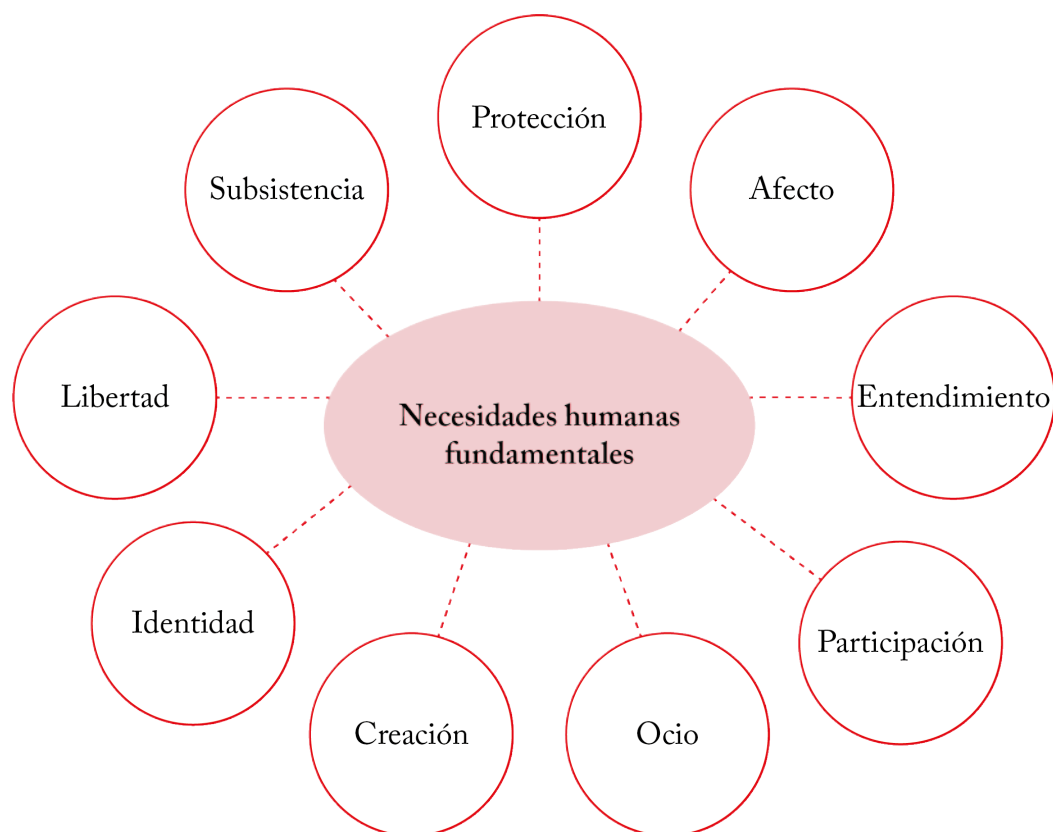 Protección
Subsistencia
Afecto
Libertad
Entendimiento
Necesidades humanas
fundamentales
Identidad
Participación
Creación
Ocio